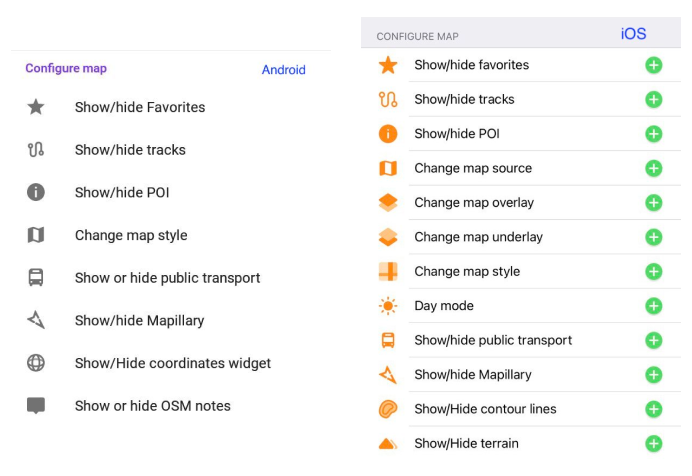 Configure map
Android
Show/hide Favorites
Show/hide tracks
Show/hide POI
Change map style
Show or hide public transport
Show/hide Mapillary
Show/Hide coordinates widget
Show or hide OSM notes
CONFIGURE MAP
iOS
Show/hide favorites
Show/hide tracks
Show/hide POI
Change map source
Change map overlay
Change map underlay
Change map style
Day mode
Show/hide public transport
Show/hide Mapillary
Show/Hide contour lines
Show/Hide terrain